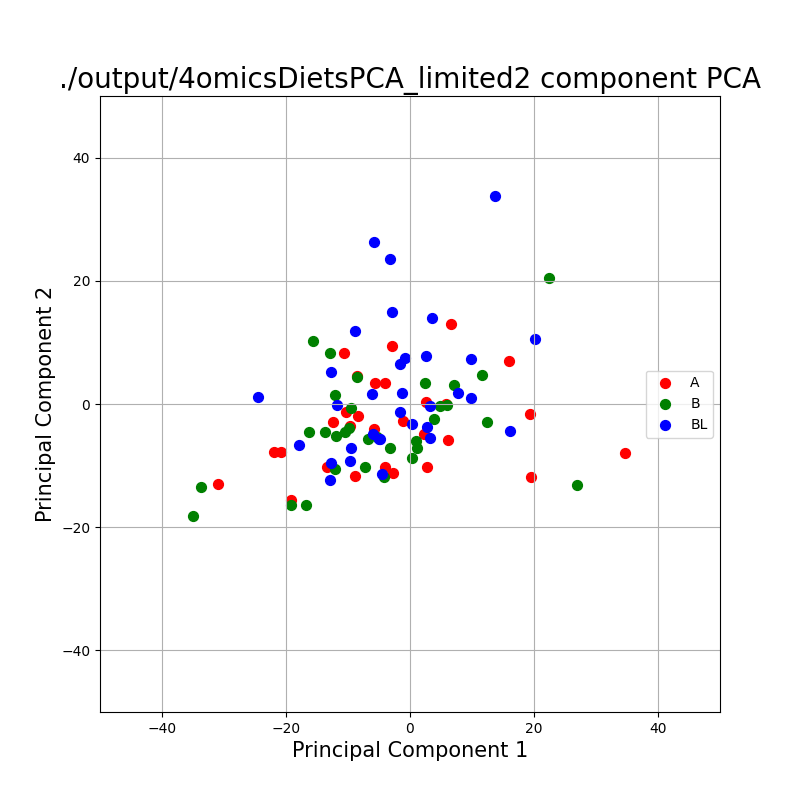 ./output/4omicsDietsPCA_limited2 component PCA
Principal Component 2
40
20
0
−20
−40
A
B
BL
−40
−20
0
20
40
Principal Component 1